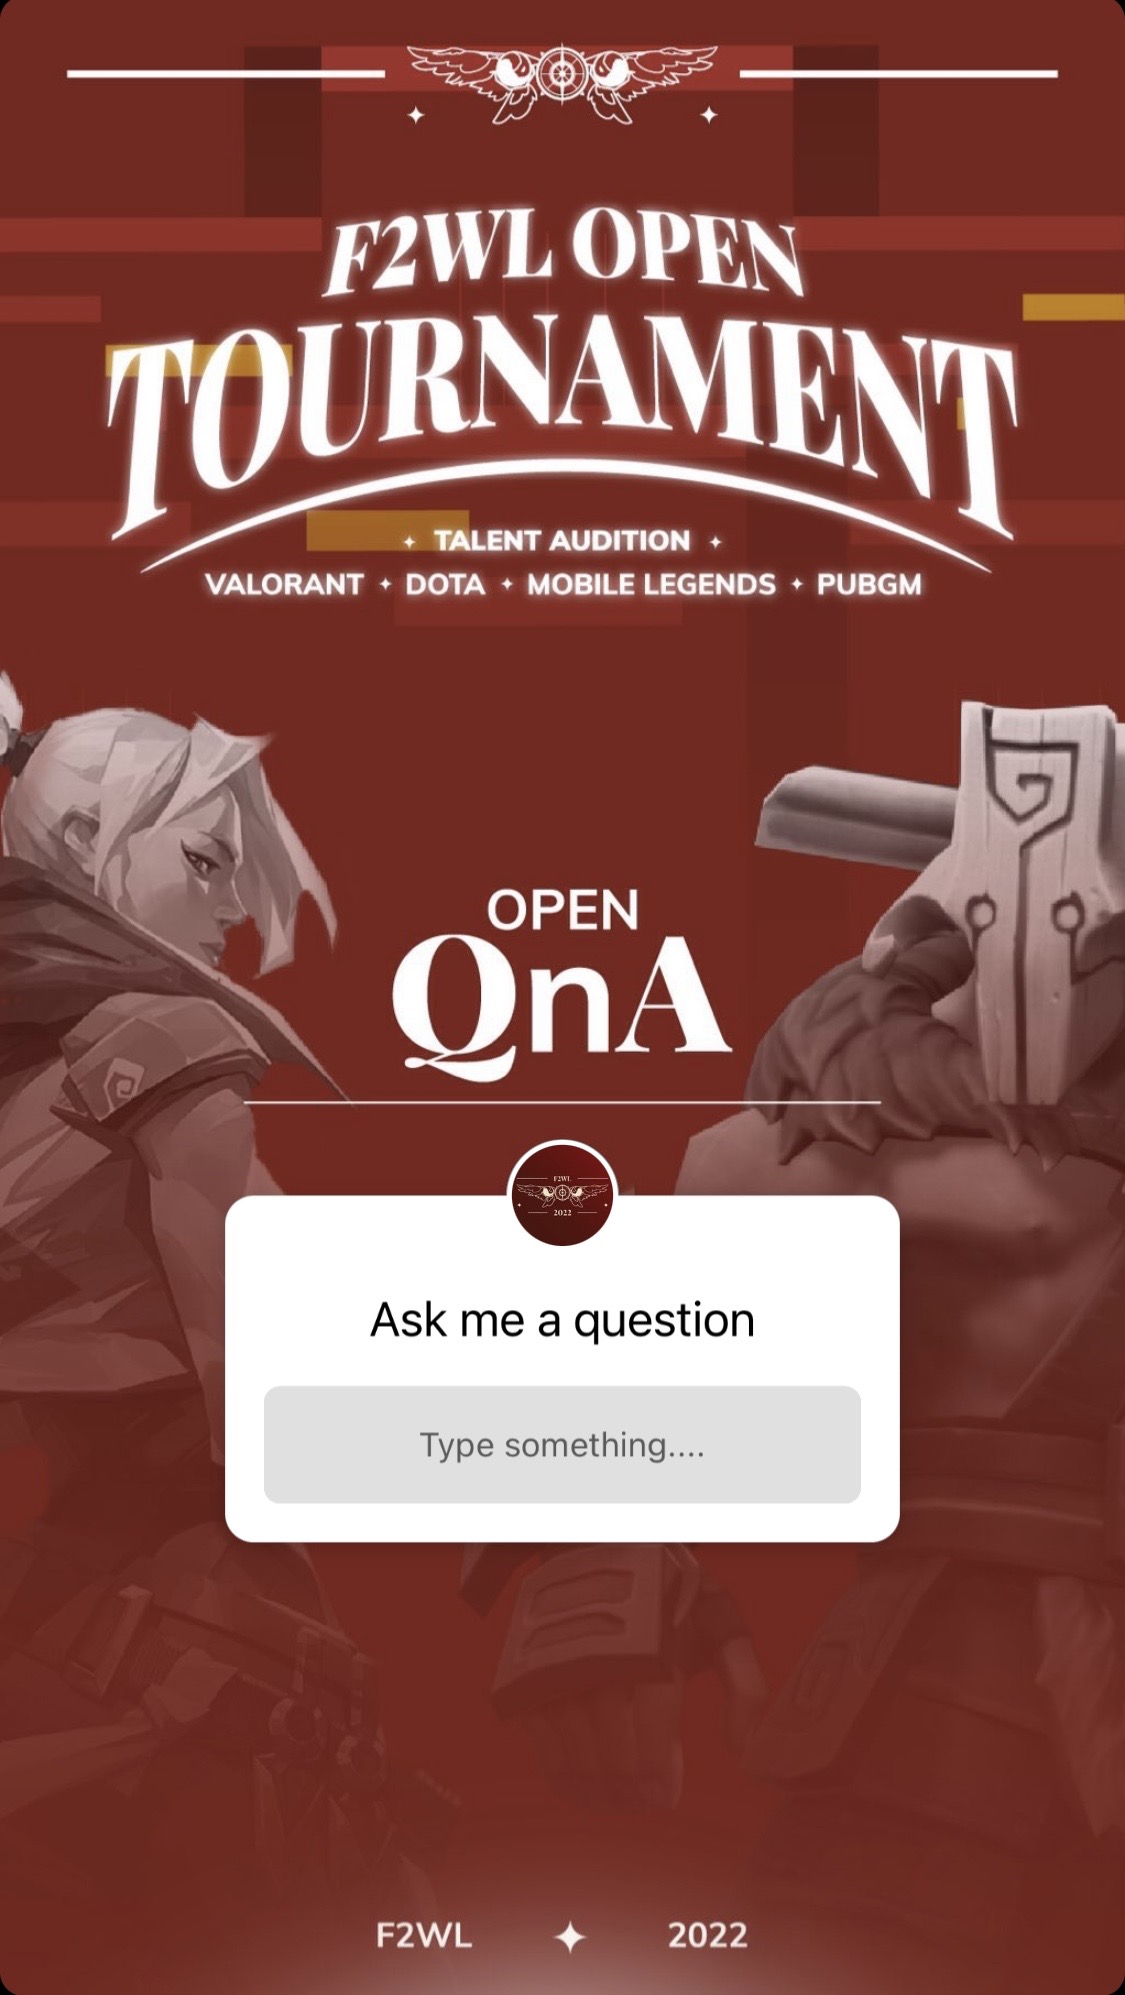 F2WL OPEN
TOURNAMENT
TALENT AUDITION
VALORANT ✦ DOTA ✦ MOBILE LEGENDS ✦ PUBGM
OPEN
QnA
F2WL
2022
Ask me a question
Type something....
F2WL ✦ 2022